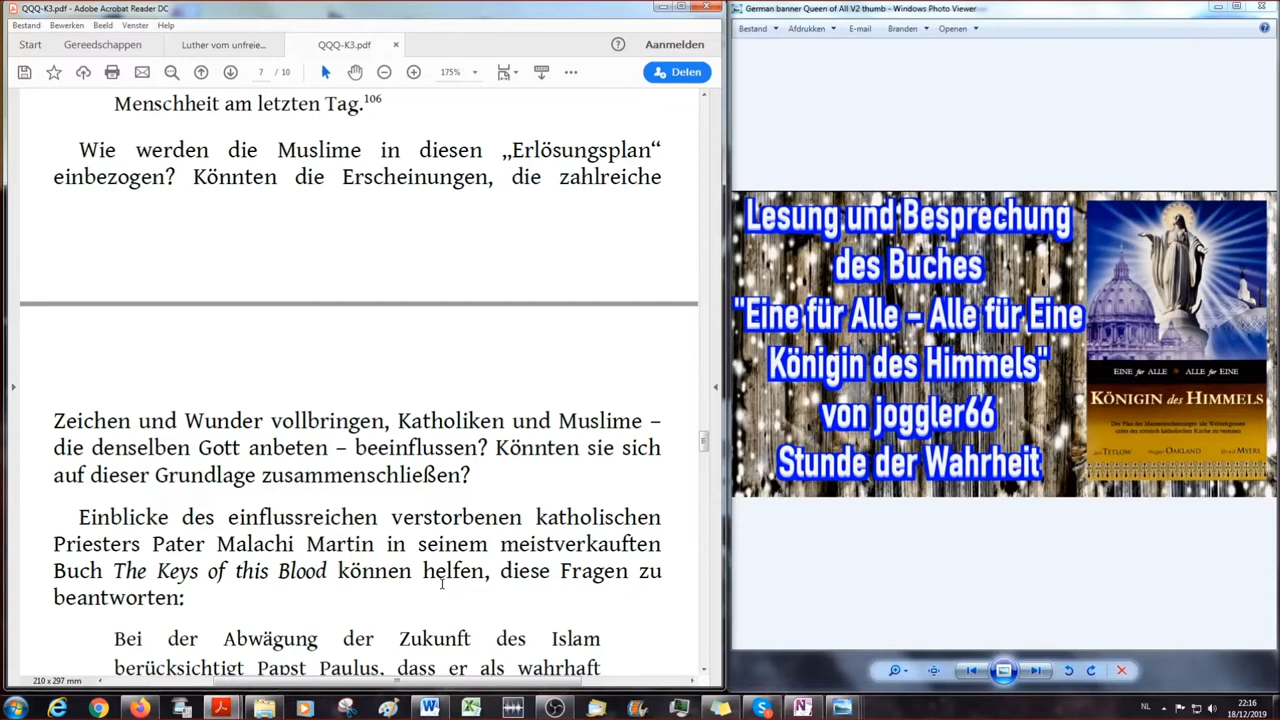 QQQ-K3.pdf - Adobe Acrobat Reader DC
Bestand Bewerken Beeld Venster Help
Start Gereedschappen Luther vom unfreie... QQQ-K3.pdf × Aanmelden
7 / 10 175% Delen
Menschheit am letzten Tag.106
Wie werden die Muslime in diesen „Erlösungsplan“
einbezogen? Könnten die Erscheinungen, die zahlreiche
Zeichen und Wunder vollbringen, Katholiken und Muslime –
die denselben Gott anbeten – beeinflussen? Könnten sie sich
auf dieser Grundlage zusammenschließen?
Einblicke des einflussreichen verstorbenen katholischen
Priesters Pater Malachi Martin in seinem meistverkauften
Buch The Keys of this Blood können helfen, diese Fragen zu
beantworten:
Bei der Abwägung der Zukunft des Islam
berücksichtigt Papst Paulus, dass er als wahrhaft
210 x 297 mm
German banner Queen of All V2 thumb - Windows Photo Viewer
Bestand Afdrukken E-mail Branden Openen
Lesung und Besprechung
des Buches
"Eine für Alle – Alle für Eine
Königin des Himmels"
von joggler66
Stunde der Wahrheit
EINE für ALLE * ALLE für EINE
KÖNIGIN des HIMMELS
Jim TETLOW Roger OAKLAND Brad MYERS
NL 22:16
18/12/2019